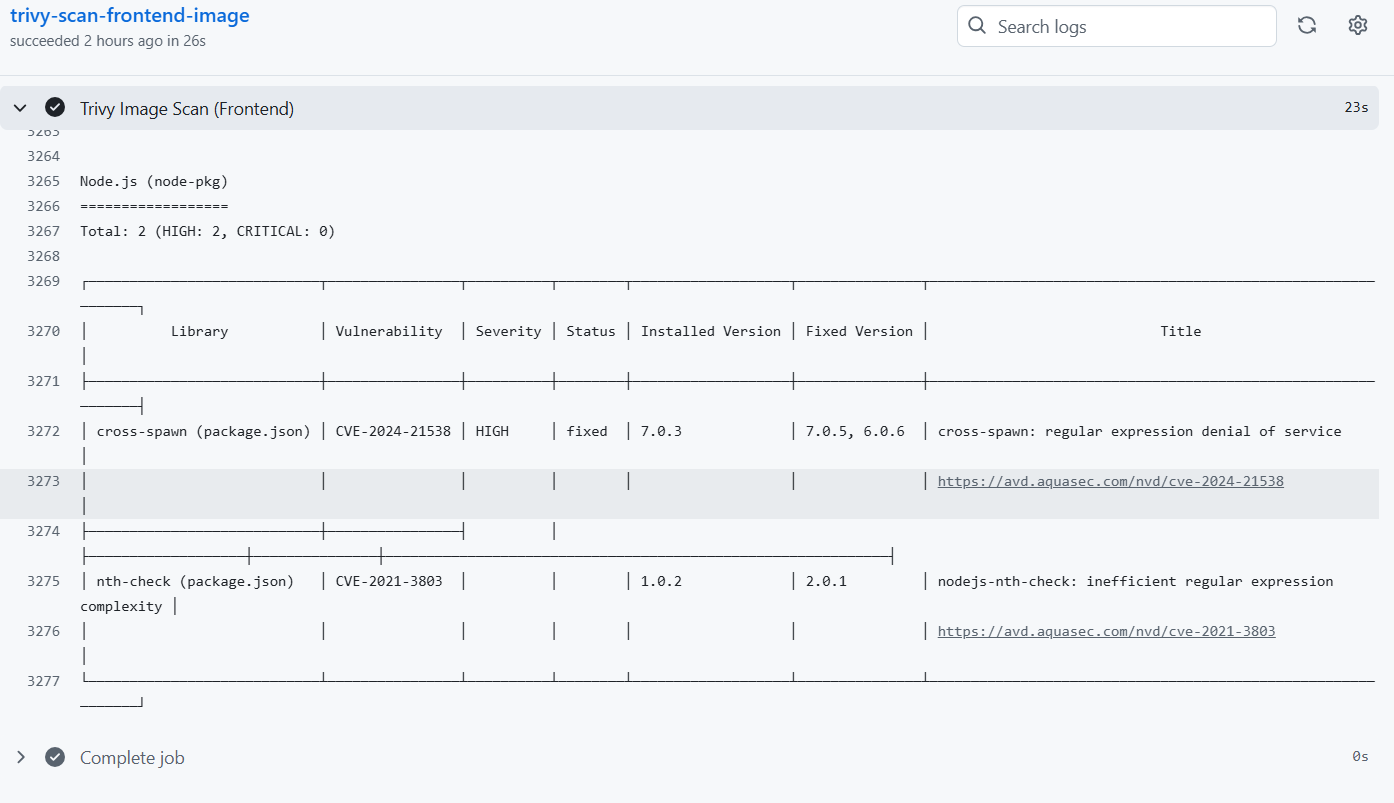 trivy-scan-frontend-image
succeeded 2 hours ago in 26s
Search logs
Trivy Image Scan (Frontend)
23s
3263
3264
3265 Node.js (node-pkg)
3266 ==================
3267 Total: 2 (HIGH: 2, CRITICAL: 0)
3268
3269
3270 │ Library │ Vulnerability │ Severity │ Status │ Installed Version │ Fixed Version │ Title
│
3271
3272 │ cross-spawn (package.json) │ CVE-2024-21538 │ HIGH │ fixed │ 7.0.3 │ 7.0.5, 6.0.6 │ cross-spawn: regular expression denial of service
│
3273 │ │ │ │ │ │ │ https://avd.aquasec.com/nvd/cve-2024-21538
│
3274
3275 │ nth-check (package.json) │ CVE-2021-3803 │ │ │ 1.0.2 │ 2.0.1 │ nodejs-nth-check: inefficient regular expression
complexity │
3276 │ │ │ │ │ │ │ https://avd.aquasec.com/nvd/cve-2021-3803
│
3277
Complete job
0s